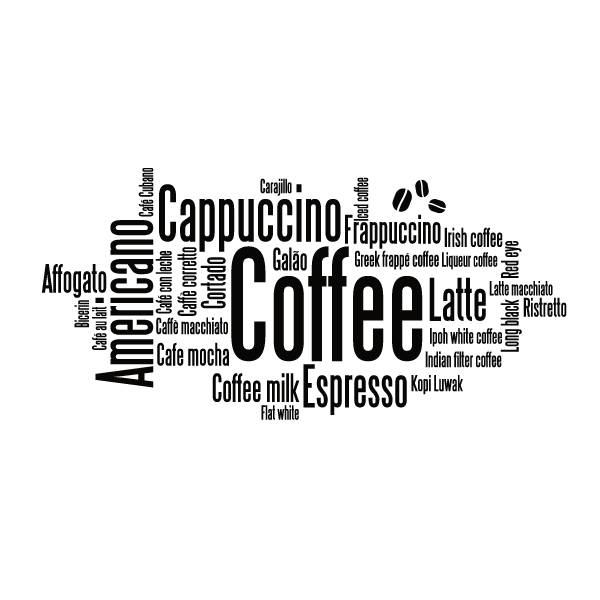 Café Cubano
Carajillo
Iced coffee
Cappuccino
Frappuccino
Irish coffee
Americano
Affogato
Bicerin
Café au lait
Café con leche
Caffè corretto
Cortado
Galão
Greek frappé coffee
Liqueur coffee
Red eye
Coffee
Latte
Latte macchiato
Long black
Ristretto
Caffè macchiato
Cafe mocha
Ipoh white coffee
Indian filter coffee
Coffee milk
Espresso
Kopi Luwak
Flat white